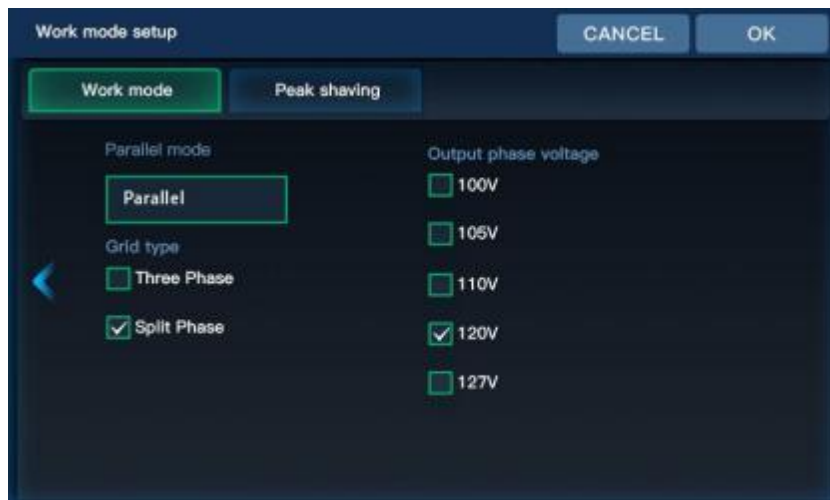 Work mode setup
CANCEL
OK
Work mode
Peak shaving
Parallel mode
Parallel
Grid type
Three Phase
Split Phase
Output phase voltage
100V
105V
110V
120V
127V